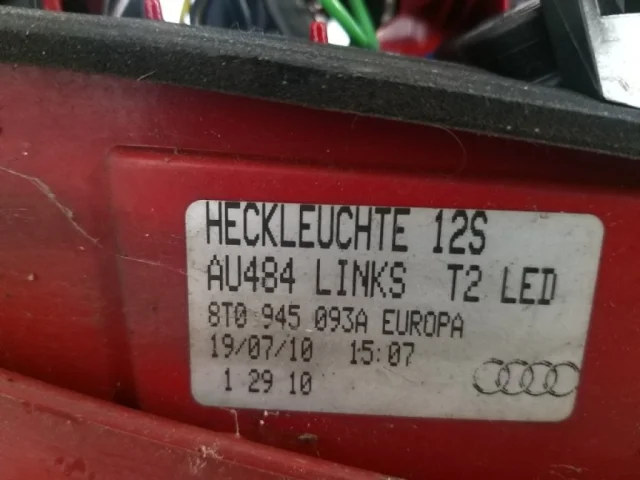 HECKLEUCHTE 12S
AU484 LINKS T2 LED
8T0 945 093A EUROPA
19/07/10 15:07
1 29 10